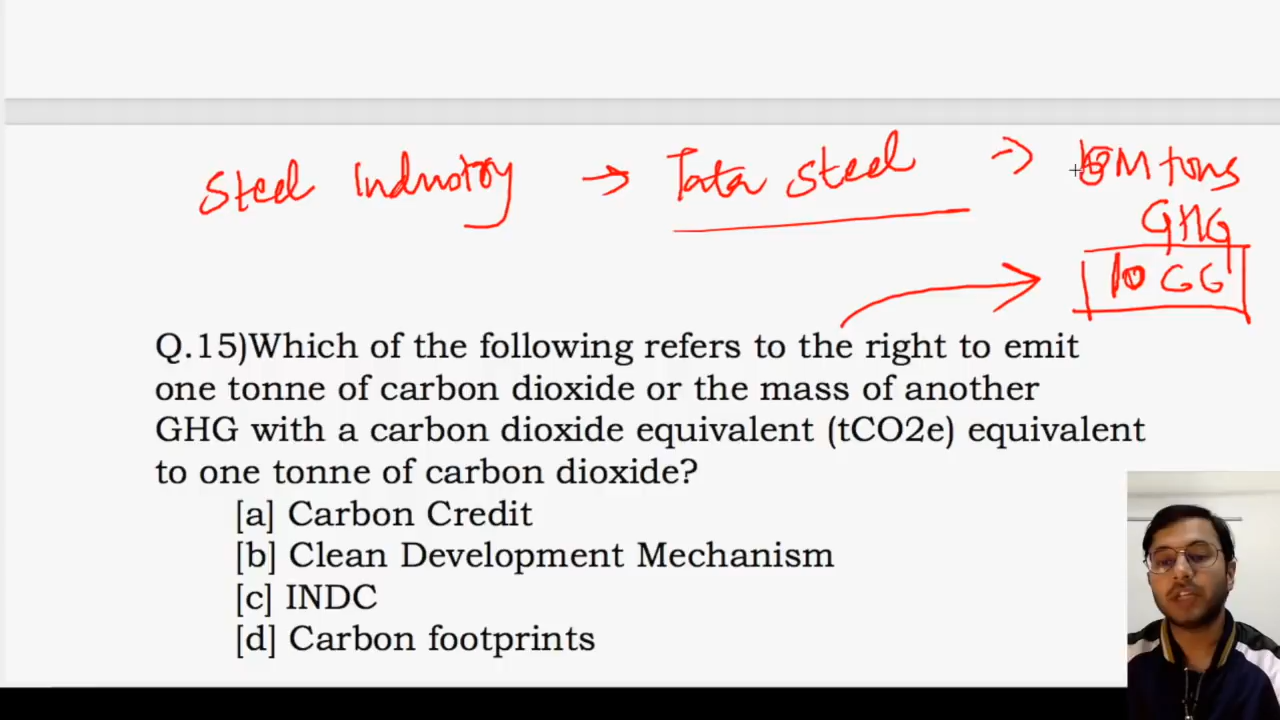 Steel Industry → Tata Steel → M tons
GHG
10 GG
Q.15)Which of the following refers to the right to emit
one tonne of carbon dioxide or the mass of another
GHG with a carbon dioxide equivalent (tCO2e) equivalent
to one tonne of carbon dioxide?
[a] Carbon Credit
[b] Clean Development Mechanism
[c] INDC
[d] Carbon footprints